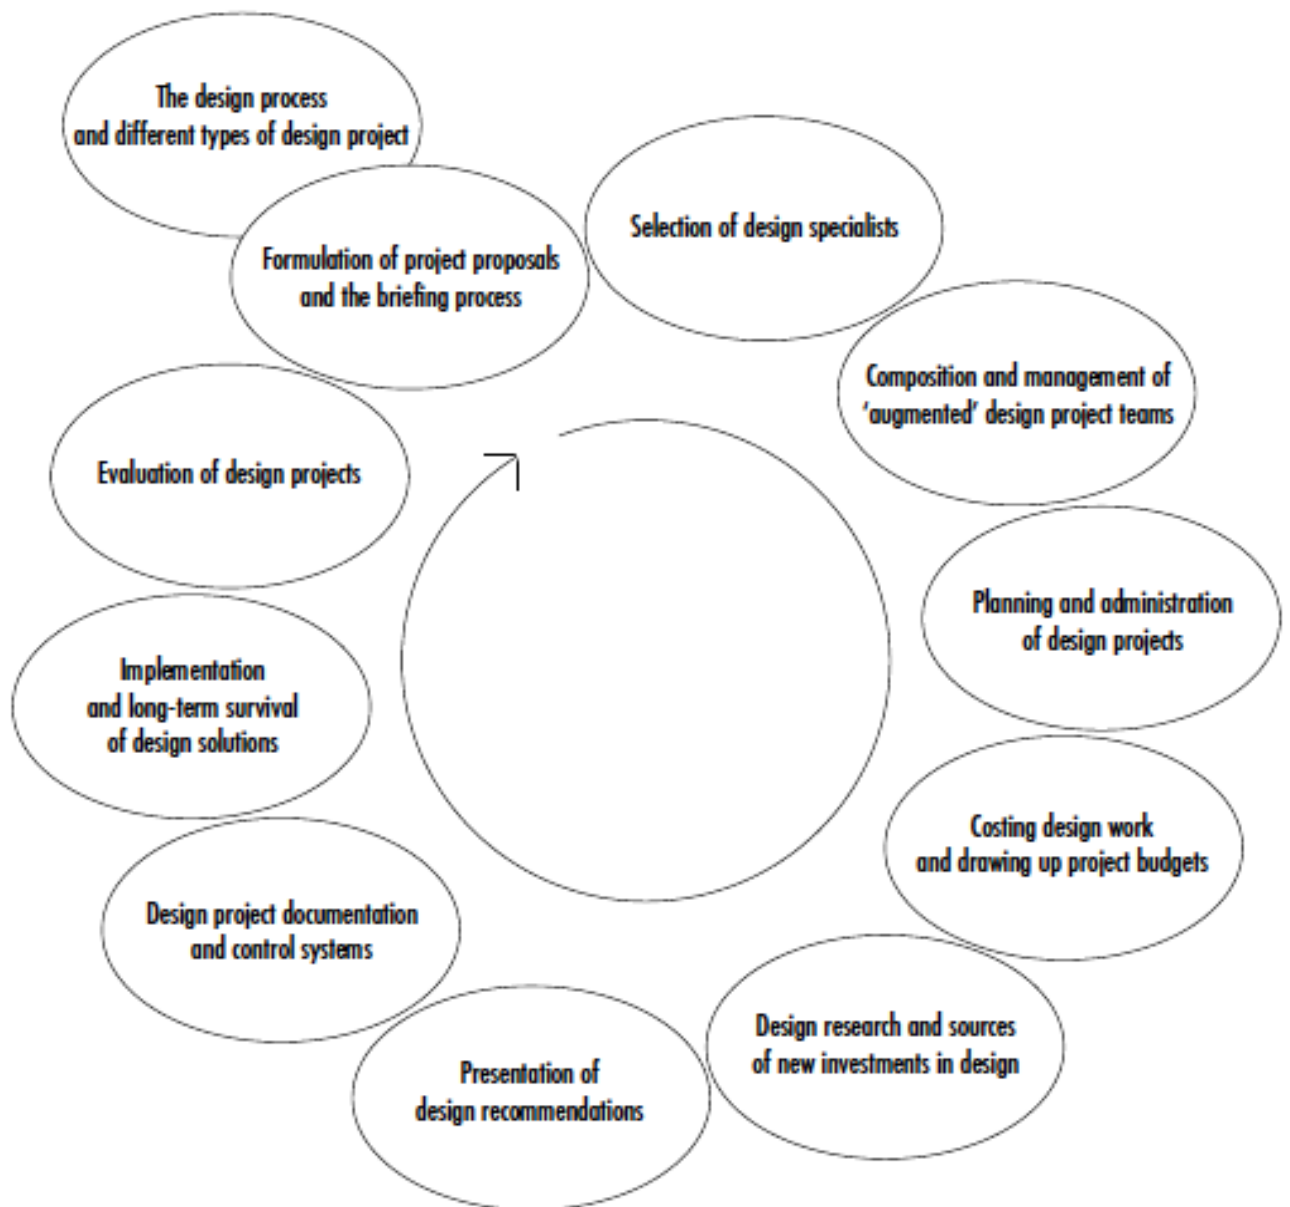 The design process
and different types of design project
Formulation of project proposals
and the briefing process
Selection of design specialists
Composition and management of
‘augmented’ design project teams
Planning and administration
of design projects
Costing design work
and drawing up project budgets
Design research and sources
of new investments in design
Presentation of
design recommendations
Design project documentation
and control systems
Implementation
and long-term survival
of design solutions
Evaluation of design projects